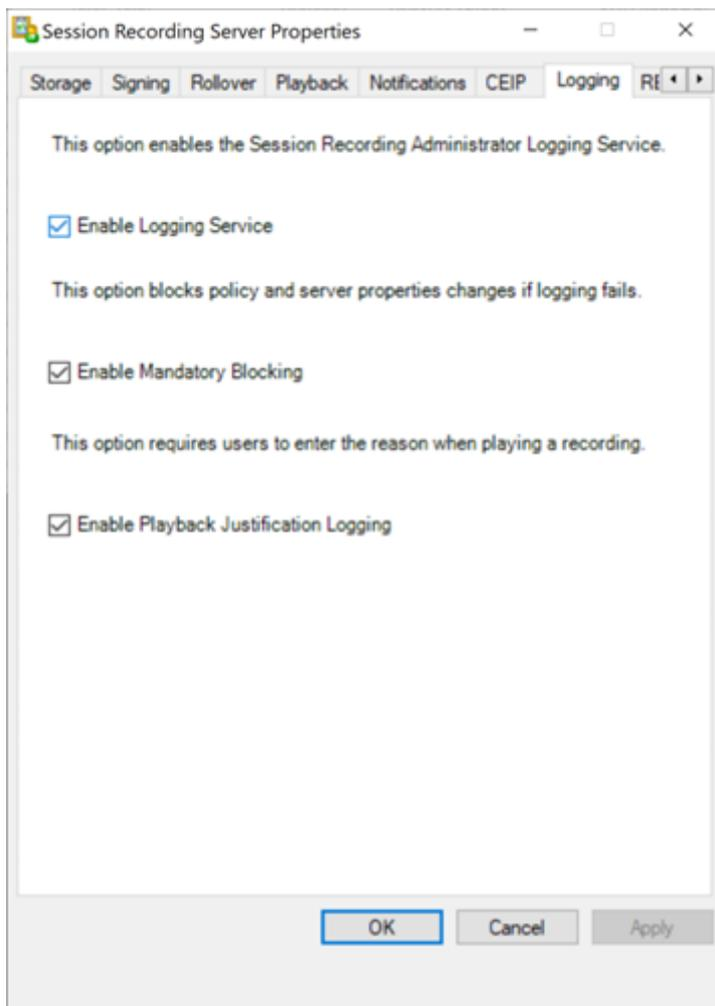 Session Recording Server Properties
Storage Signing Rollover Playback Notifications CEIP Logging RE
This option enables the Session Recording Administrator Logging Service.
Enable Logging Service
This option blocks policy and server properties changes if logging fails.
Enable Mandatory Blocking
This option requires users to enter the reason when playing a recording.
Enable Playback Justification Logging
OK Cancel Apply